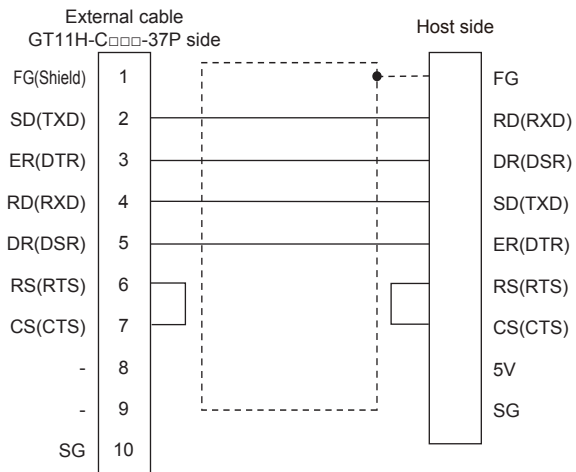 External cable
GT11H-C□□□-37P side
Host side
FG(Shield) 1 FG
SD(TXD) 2 RD(RXD)
ER(DTR) 3 DR(DSR)
RD(RXD) 4 SD(TXD)
DR(DSR) 5 ER(DTR)
RS(RTS) 6 RS(RTS)
CS(CTS) 7 CS(CTS)
- 8 5V
- 9 SG
SG 10